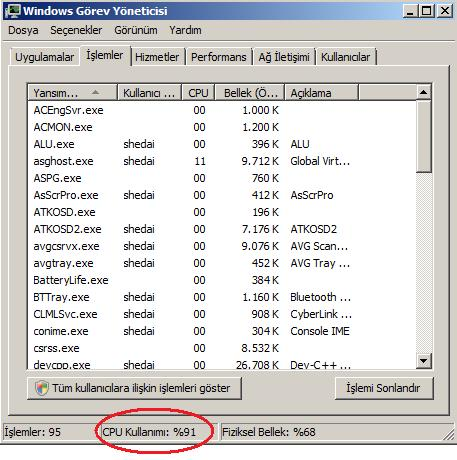 Windows Görev Yöneticisi
Dosya Seçenekler Görünüm Yardım
Uygulamalar İşlemler Hizmetler Performans Ağ İletişimi Kullanıcılar
Yansım... Kullanıcı ... CPU Bellek (Ö... Açıklama
ACEngSvr.exe 00 1.000 K
ACMON.exe 00 1.200 K
ALU.exe shedai 00 396 K ALU
asghost.exe shedai 11 9.712 K Global Virt...
ASPG.exe 00 760 K
AsScrPro.exe shedai 00 412 K AsScrPro
ATKOSD.exe 00 196 K
ATKOSD2.exe shedai 00 7.176 K ATKOSD2
avgcsrvx.exe shedai 00 9.076 K AVG Scan...
avgtray.exe shedai 00 452 K AVG Tray ...
BatteryLife.exe 00 384 K
BTTray.exe shedai 00 1.160 K Bluetooth ...
CLMLSvc.exe shedai 00 908 K CyberLink ...
conime.exe shedai 00 304 K Console IME
csrss.exe 00 8.532 K
devcpp.exe shedai 00 26.708 K Dev-C++ ...
Tüm kullanıcılara ilişkin işlemleri göster İşlemi Sonlandır
İşlemler: 95 CPU Kullanımı: %91 Fiziksel Bellek: %68